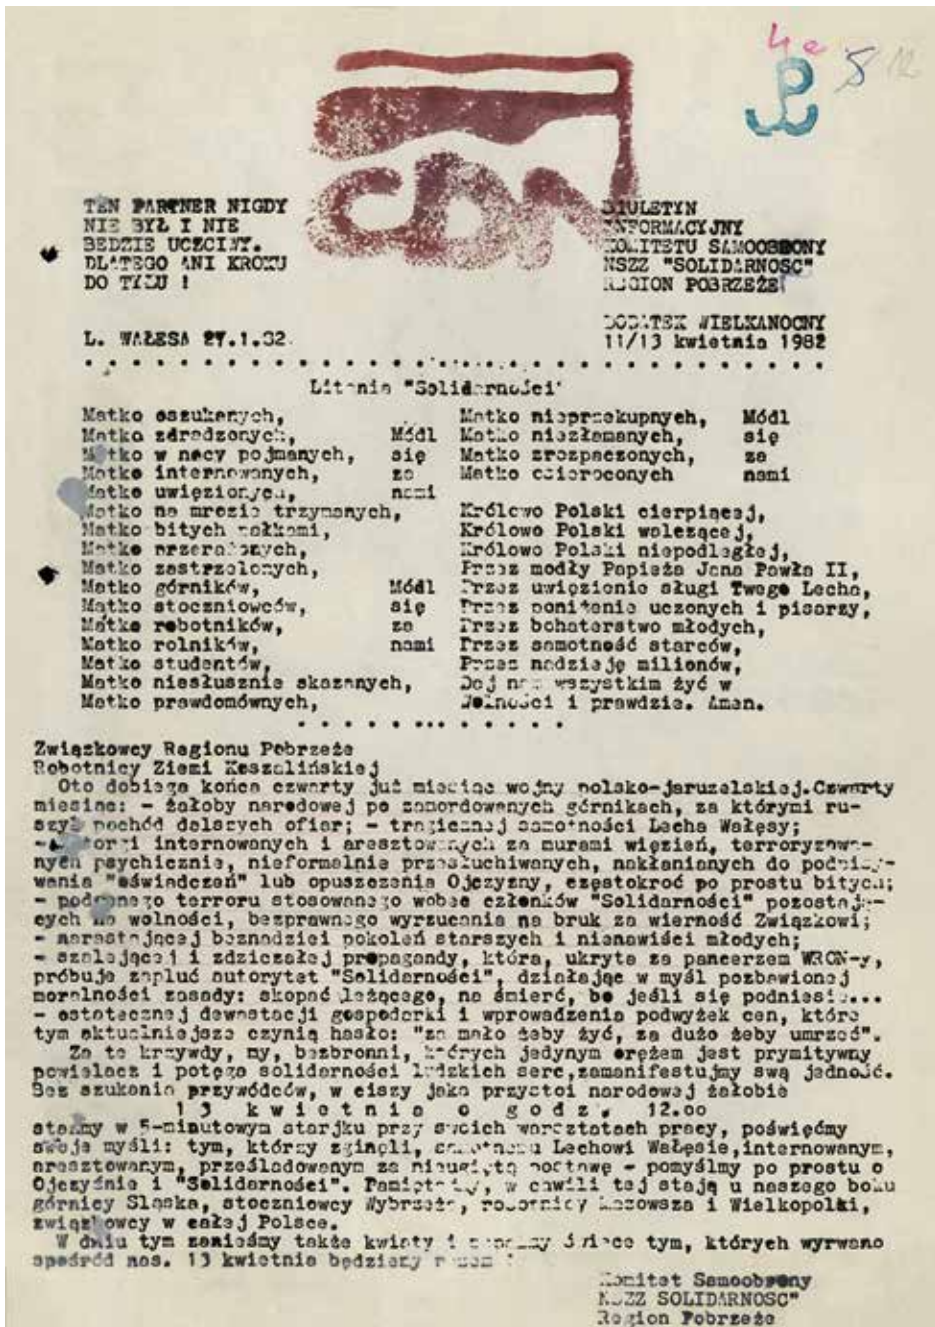 4a
CDN
TEN PARTNER NIGDY
NIE BYŁ I NIE
BEDZIE UCZCIWY.
DLATEGO ANI KROKU
DO TYŁU !
L. WAŁESA 27.1.82.
BIULETYN
INFORMACYJNY
KOMITETU SAMOOBRONY
NSZZ "SOLIDARNOSC"
REGION POBRZEŻE
DODATEK WIELKANOCNY
11/13 kwietnia 1982
Litania "Solidarności"
Matko oszukanych,
Matko zdradzonych, Módl
Matko w nocy pojmanych, się
Matko internowanych, za
Matko uwięzionych, nami
Matko na mrozie trzymanych,
Matko bitych pałkami,
Matko przerażonych,
Matko zastrzelonych,
Matko górników, Módl
Matko stoczniowców, się
Matko robotników, za
Matko rolników, nami
Matko studentów,
Matko niesłusznie skazanych,
Matko prawdomównych,
Matko nieprzekupnych, Módl
Matko niezłamanych, się
Matko zrozpaczonych, za
Matko osieroconych nami
Królowo Polski cierpiącej,
Królowo Polski walczącej,
Królowo Polski niepodległej,
Przez modły Papieża Jana Pawła II,
Przez uwięzienie sługi Twego Lecha,
Przez poniżenie uczonych i pisarzy,
Przez bohaterstwo młodych,
Przez samotność starców,
Przez nadzieję milionów,
Daj nam wszystkim żyć w
Wolności i prawdzie. Amen.
Związkowcy Regionu Pobrzeże
Robotnicy Ziemi Koszalińskiej
Oto dobiega końca czwarty już miesiąc wojny polsko-jaruzelskiej.Czwarty
miesiąc: - żałoby narodowej po zamordowanych górnikach, za którymi ru-
szył pochód dalszych ofiar; - tragicznej samotności Lecha Wałęsy;
- internowanych i aresztowanych za murami więzień, terroryzowa-
nych psychicznie, nieformalnie przesłuchiwanych, nakłanianych do podpisy-
wania "oświadczeń" lub opuszczenia Ojczyzny, częstokroć po prostu bitych;
- terroru stosowanego wobec członków "Solidarności" pozostają-
cych na wolności, bezprawnego wyrzucania na bruk za wierność Związkowi;
- narastającej beznadziei pokoleń starszych i nienawiści młodych;
- szalejącej i zdziczałej propagandy, która, ukryta za pancerzem WRON-y,
próbuje zapluć autorytet "Solidarności", działając w myśl pozbawionej
moralności zasady: skopać leżącego, na śmierć, bo jeśli się podniesie...
- ostatecznej dewastacji gospodarki i wprowadzenia podwyżek cen, które
tym aktualniejsze czynią hasło: "za mało żeby żyć, za dużo żeby umrzeć".
Za te krzywdy, my, bezbronni, których jedynym orężem jest prymitywny
powielacz i potęga solidarności ludzkich serc,zamanifestujmy swą jedność.
Bez szukania przywódców, w ciszy jako przystoi narodowej żałobie
13 kwietnia o godz. 12.oo
stańmy w 5-minutowym starjku przy swoich warsztatach pracy, poświęćmy
swoje myśli: tym, którzy zginęli, samotnemu Lechowi Wałęsie,internowanym,
aresztowanym, prześladowanym za nieugiętą postawę - pomyślmy po prostu o
Ojczyźnie i "Solidarności". Pamiętajmy, w chwili tej stają u naszego boku
górnicy Sląska, stoczniowcy Wybrzeża, robotnicy Mazowsza i Wielkopolki,
związkowcy w całej Polsce.
W dniu tym zanieśmy także kwiaty i zapalmy świece tym, których wyrwano
spośród nas. 13 kwietnia będziemy razem !
Komitet Samoobrony
NSZZ SOLIDARNOSC"
Region Pobrzeże